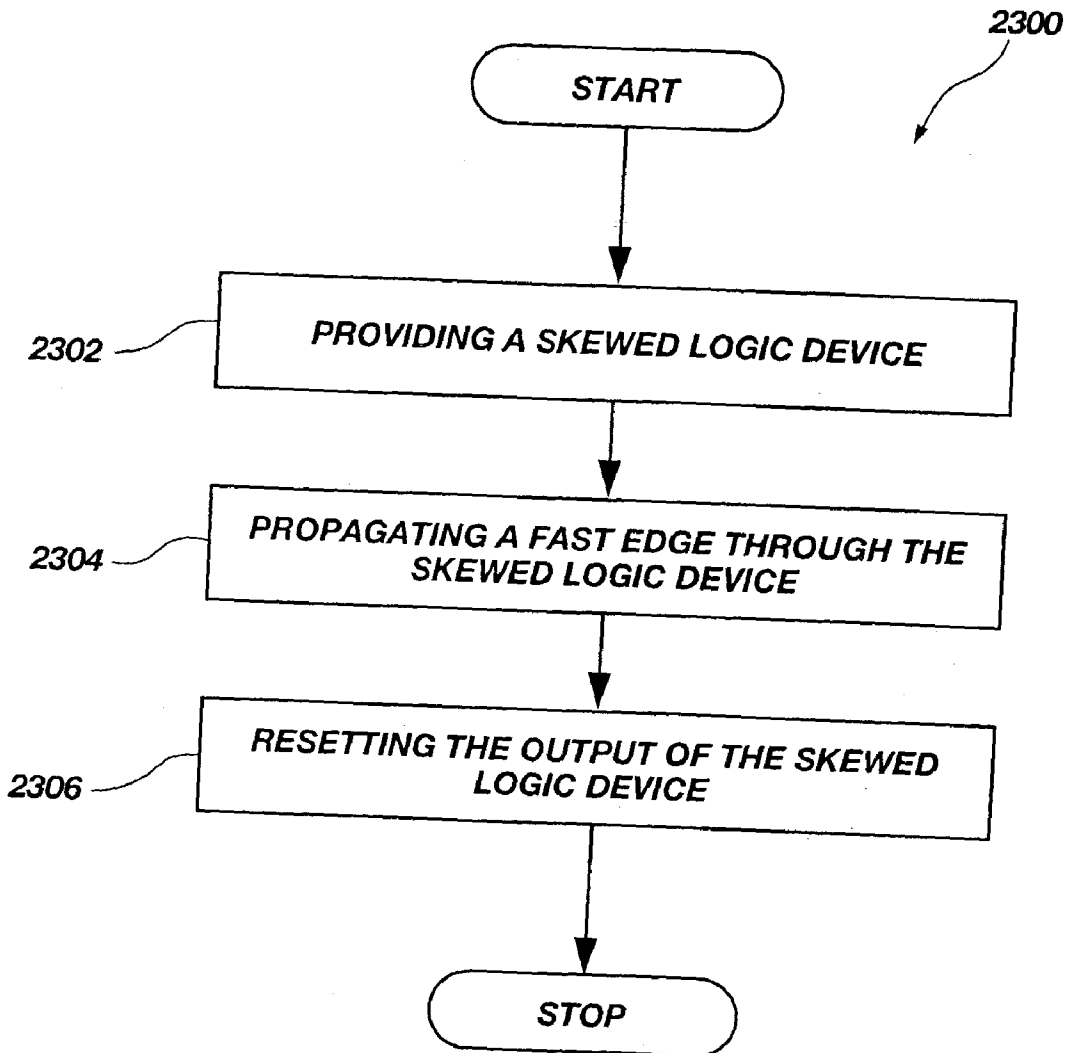 2300
START
2302
PROVIDING A SKEWED LOGIC DEVICE
2304
PROPAGATING A FAST EDGE THROUGH THE
SKEWED LOGIC DEVICE
2306
RESETTING THE OUTPUT OF THE SKEWED
LOGIC DEVICE
STOP